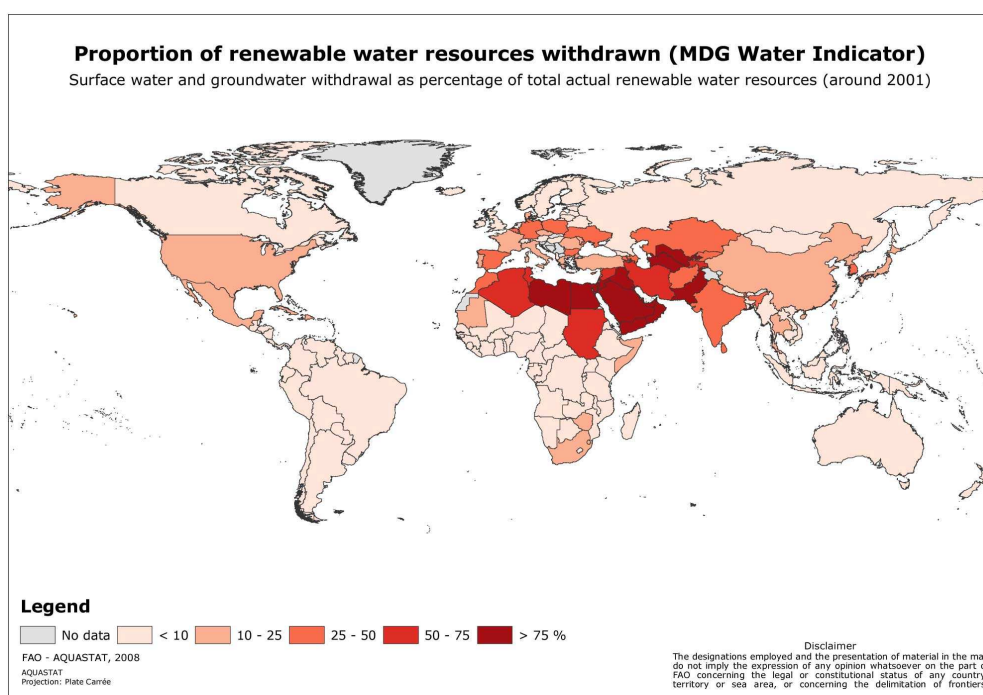 Proportion of renewable water resources withdrawn (MDG Water Indicator)
Surface water and groundwater withdrawal as percentage of total actual renewable water resources (around 2001)
Legend
No data < 10 10 - 25 25 - 50 50 - 75 > 75 %
FAO - AQUASTAT, 2008
AQUASTAT
Projection: Plate Carrée
Disclaimer
The designations employed and the presentation of material in the ma
do not imply the expression of any opinion whatsoever on the part o
FAO concerning the legal or constitutional status of any country
territory or sea area, or concerning the delimitation of frontiers